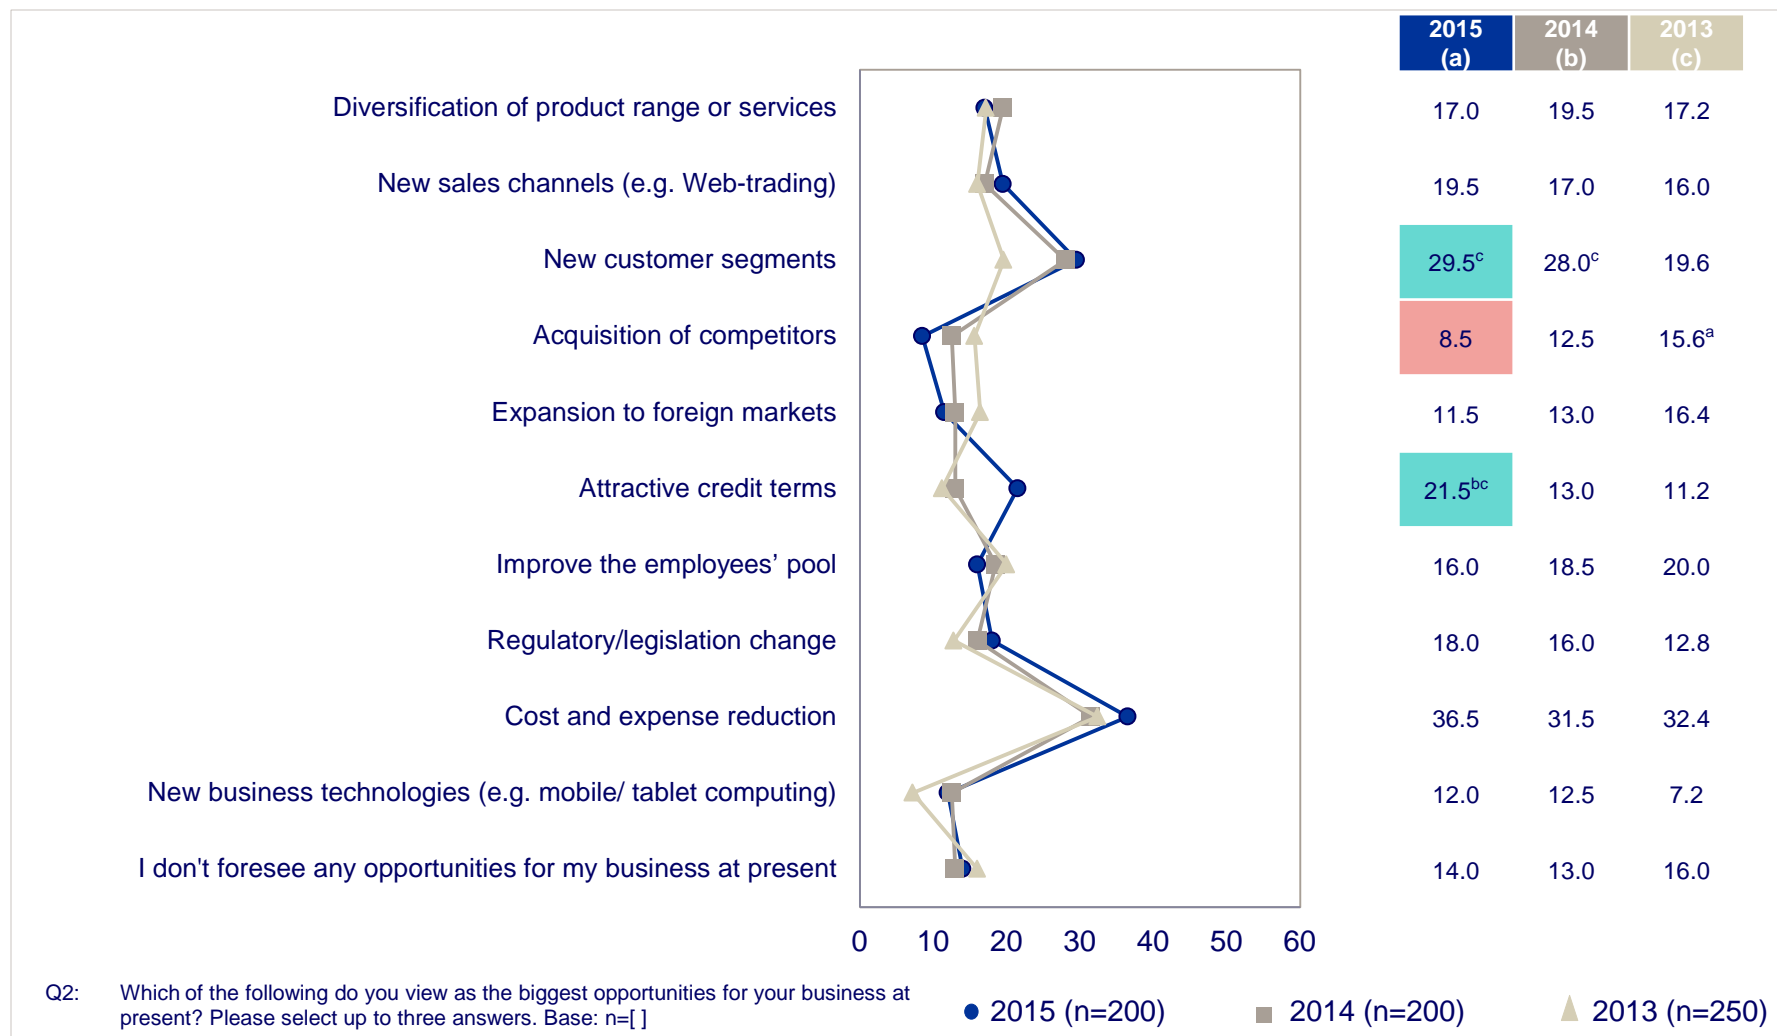 2015 2014 2013
(a) (b) (c)
Diversification of product range or services 17.0 19.5 17.2
New sales channels (e.g. Web-trading) 19.5 17.0 16.0
New customer segments 29.5c 28.0c 19.6
Acquisition of competitors 8.5 12.5 15.6a
Expansion to foreign markets 11.5 13.0 16.4
Attractive credit terms 21.5bc 13.0 11.2
Improve the employees’ pool 16.0 18.5 20.0
Regulatory/legislation change 18.0 16.0 12.8
Cost and expense reduction 36.5 31.5 32.4
New business technologies (e.g. mobile/ tablet computing) 12.0 12.5 7.2
I don't foresee any opportunities for my business at present 14.0 13.0 16.0
0 10 20 30 40 50 60
Q2: Which of the following do you view as the biggest opportunities for your business at
present? Please select up to three answers. Base: n=[ ]
2015 (n=200) 2014 (n=200) 2013 (n=250)